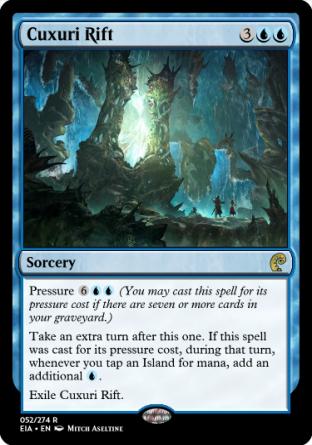 Cuxuri Rift 3
Sorcery
Pressure 6 (You may cast this spell for its
pressure cost if there are seven or more cards in
your graveyard.)
Take an extra turn after this one. If this spell
was cast for its pressure cost, during that turn,
whenever you tap an Island for mana, add an
additional .
Exile Cuxuri Rift.
052/274 R
EIA • EN Mitch Aseltine